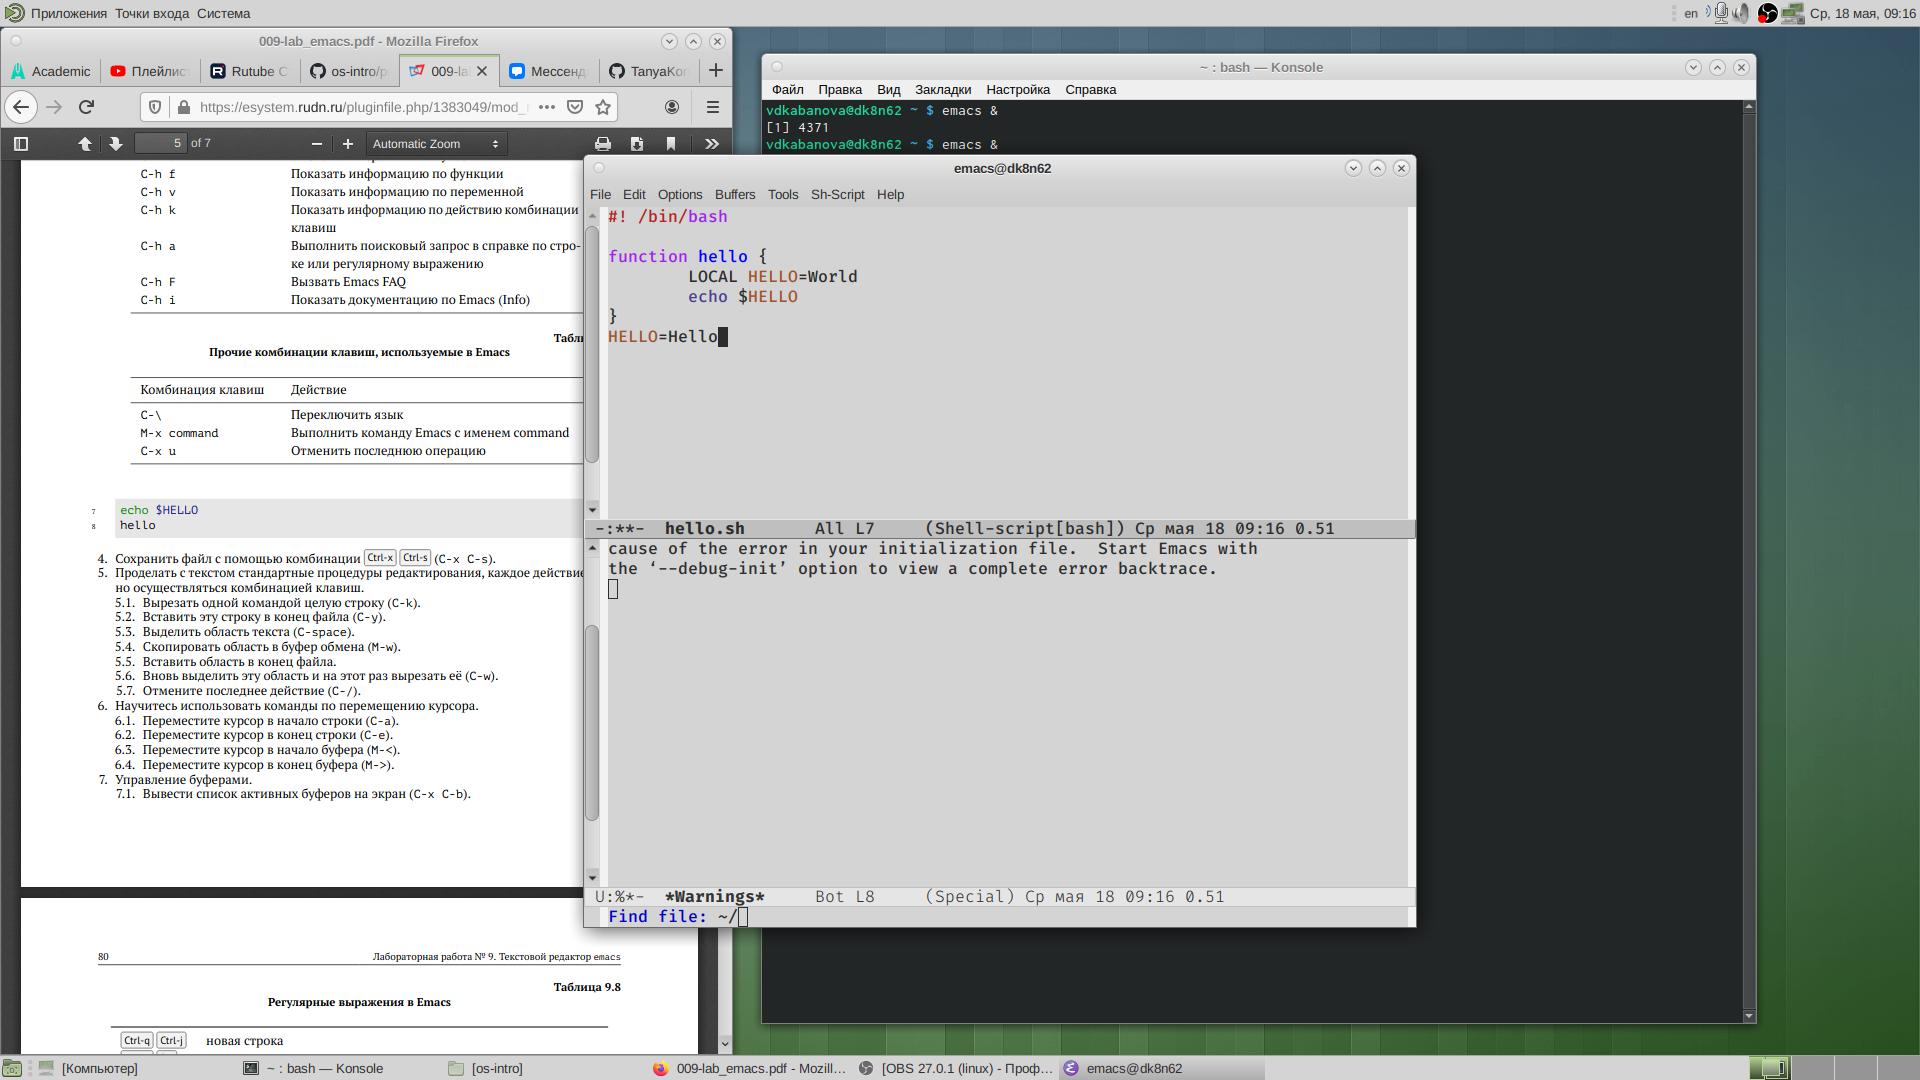 Приложения Точки входа Система
en Ср, 18 мая, 09:16
009-lab_emacs.pdf - Mozilla Firefox
Academic Плейлис Rutube C os-intro/p 009-la Мессенд TanyaKor
https://esystem.rudn.ru/pluginfile.php/1383049/mod_
5 of 7 Automatic Zoom
C-h f Показать информацию по функции
C-h v Показать информацию по переменной
C-h k Показать информацию по действию комбинации
клавиш
C-h a Выполнить поисковый запрос в справке по стро-
ке или регулярному выражению
C-h F Вызвать Emacs FAQ
C-h i Показать документацию по Emacs (Info)
Табл
Прочие комбинации клавиш, используемые в Emacs
Комбинация клавиш Действие
C-\ Переключить язык
M-x command Выполнить команду Emacs с именем command
C-x u Отменить последнюю операцию
7 echo $HELLO
8 hello
4. Сохранить файл с помощью комбинации Ctrl-x Ctrl-s (C-x C-s).
5. Проделать с текстом стандартные процедуры редактирования, каждое действие
но осуществляться комбинацией клавиш.
5.1. Вырезать одной командой целую строку (C-k).
5.2. Вставить эту строку в конец файла (C-y).
5.3. Выделить область текста (C-space).
5.4. Скопировать область в буфер обмена (M-w).
5.5. Вставить область в конец файла.
5.6. Вновь выделить эту область и на этот раз вырезать её (C-w).
5.7. Отмените последнее действие (C-/).
6. Научитесь использовать команды по перемещению курсора.
6.1. Переместите курсор в начало строки (C-a).
6.2. Переместите курсор в конец строки (C-e).
6.3. Переместите курсор в начало буфера (M-<).
6.4. Переместите курсор в конец буфера (M->).
7. Управление буферами.
7.1. Вывести список активных буферов на экран (C-x C-b).
80 Лабораторная работа № 9. Текстовой редактор emacs
Таблица 9.8
Регулярные выражения в Emacs
Ctrl-q Ctrl-j новая строка
~ : bash — Konsole
Файл Правка Вид Закладки Настройка Справка
vdkabanova@dk8n62 ~ $ emacs &
[1] 4371
vdkabanova@dk8n62 ~ $ emacs &
emacs@dk8n62
File Edit Options Buffers Tools Sh-Script Help
#! /bin/bash
function hello {
LOCAL HELLO=World
echo $HELLO
}
HELLO=Hello
-:**- hello.sh All L7 (Shell-script[bash]) Ср мая 18 09:16 0.51
cause of the error in your initialization file. Start Emacs with
the ‘--debug-init’ option to view a complete error backtrace.
U:%*- *Warnings* Bot L8 (Special) Ср мая 18 09:16 0.51
Find file: ~/
[Компьютер] ~ : bash — Konsole [os-intro] 009-lab_emacs.pdf - Mozill... [OBS 27.0.1 (linux) - Проф... emacs@dk8n62